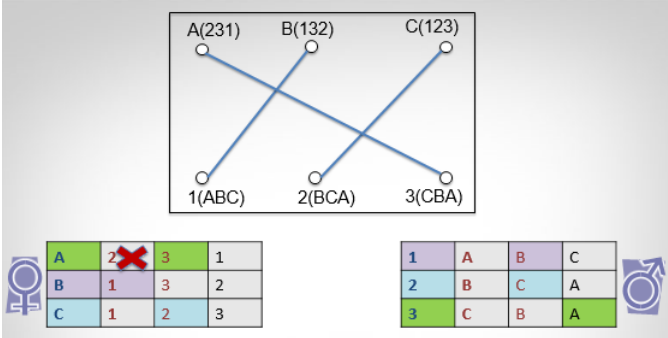 A(231) B(132) C(123)
1(ABC) 2(BCA) 3(CBA)
A 2 3 1
B 1 3 2
C 1 2 3
1 A B C
2 B C A
3 C B A